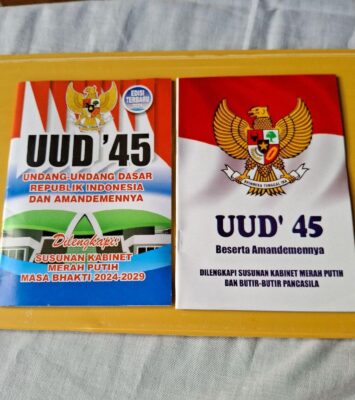 EDISI
TERBARU
UUD '45
UNDANG-UNDANG DASAR
REPUBLIK INDONESIA
DAN AMANDEMENNYA
Dilengkapi:
SUSUNAN KABINET
MERAH PUTIH
MASA BHAKTI 2024-2029
BHINNEKA TUNGGAL IKA
UUD' 45
Beserta Amandemennya
DILENGKAPI SUSUNAN KABINET MERAH PUTIH
DAN BUTIR-BUTIR PANCASILA